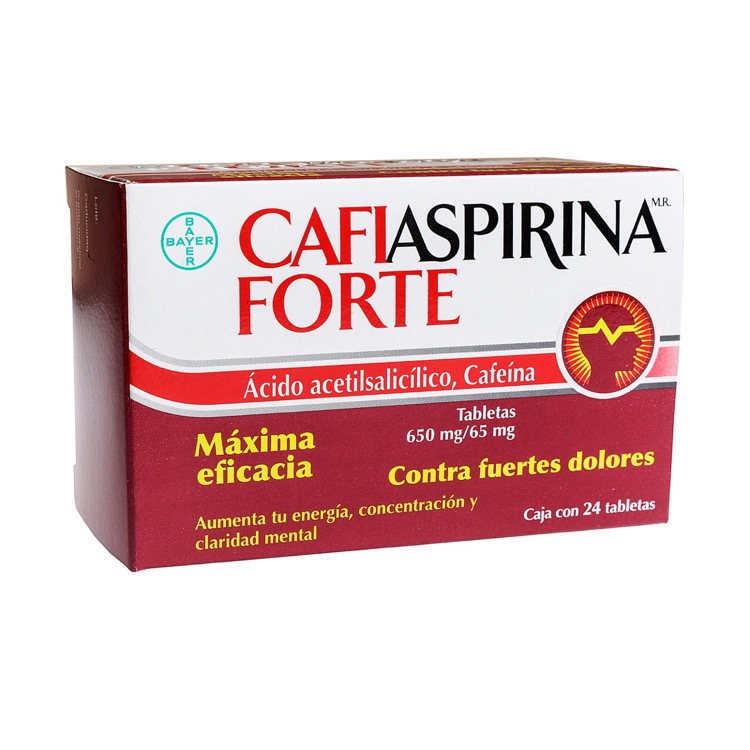 BAYER
BAYER
CAFIASPIRINA M.R.
FORTE
Ácido acetilsalicílico, Cafeína
Tabletas
650 mg/65 mg
Máxima
eficacia
Contra fuertes dolores
Aumenta tu energía, concentración y
claridad mental
Caja con 24 tabletas